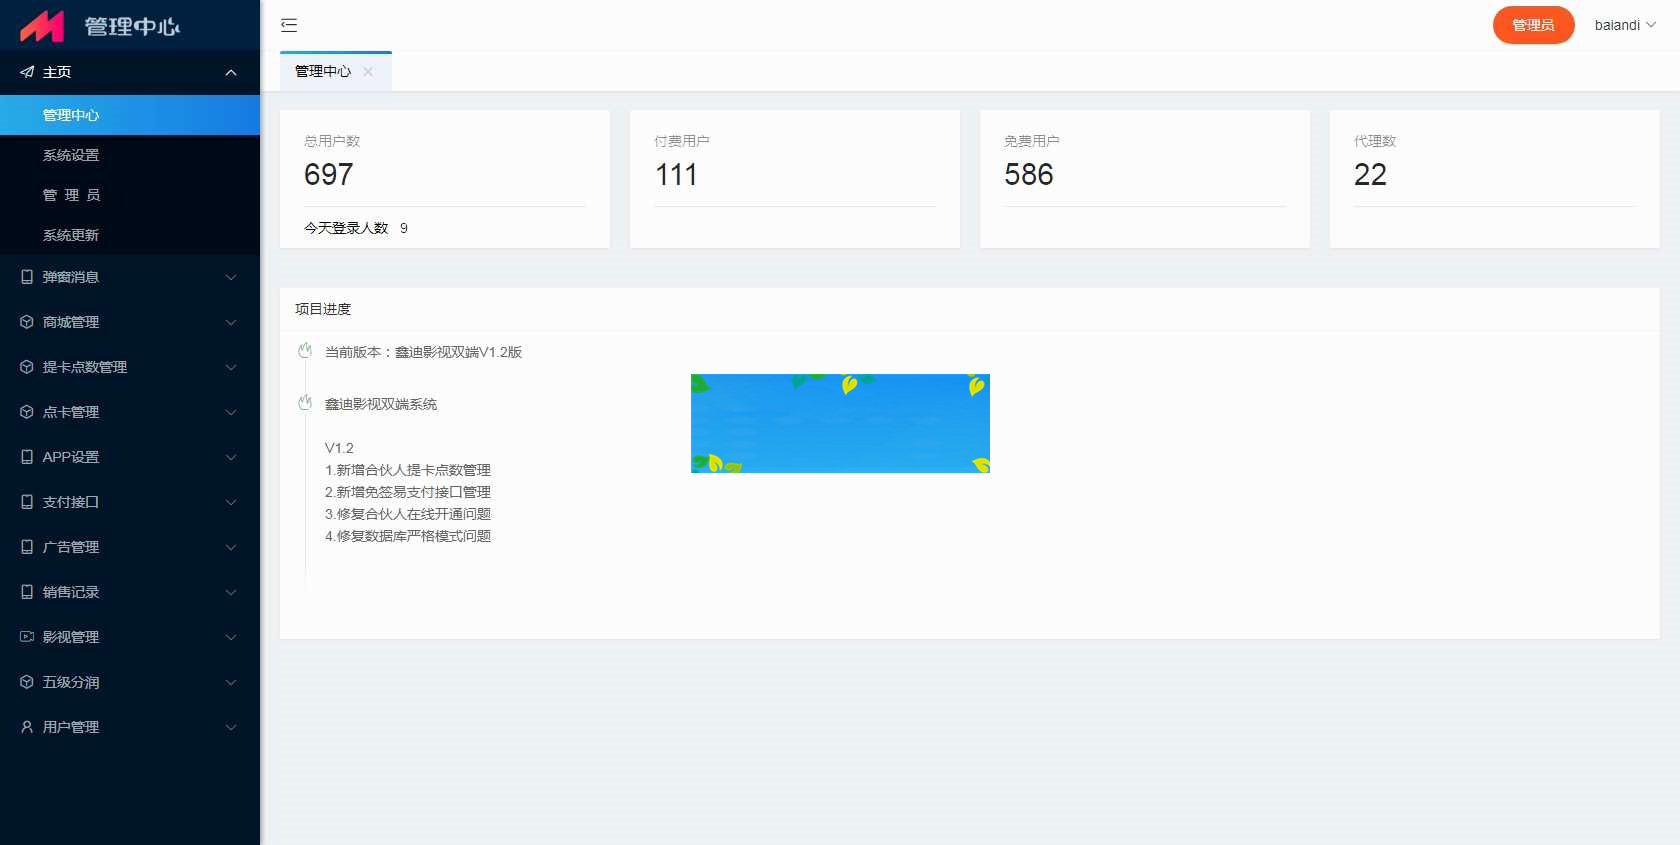 管理中心
管理员
baiandi
主页
管理中心
系统设置
管 理 员
系统更新
弹窗消息
商城管理
提卡点数管理
点卡管理
APP设置
支付接口
广告管理
销售记录
影视管理
五级分润
用户管理
管理中心
总用户数
697
今天登录人数 9
付费用户
111
免费用户
586
代理数
22
项目进度
当前版本：鑫迪影视双端V1.2版
鑫迪影视双端系统
V1.2
1.新增合伙人提卡点数管理
2.新增免签易支付接口管理
3.修复合伙人在线开通问题
4.修复数据库严格模式问题